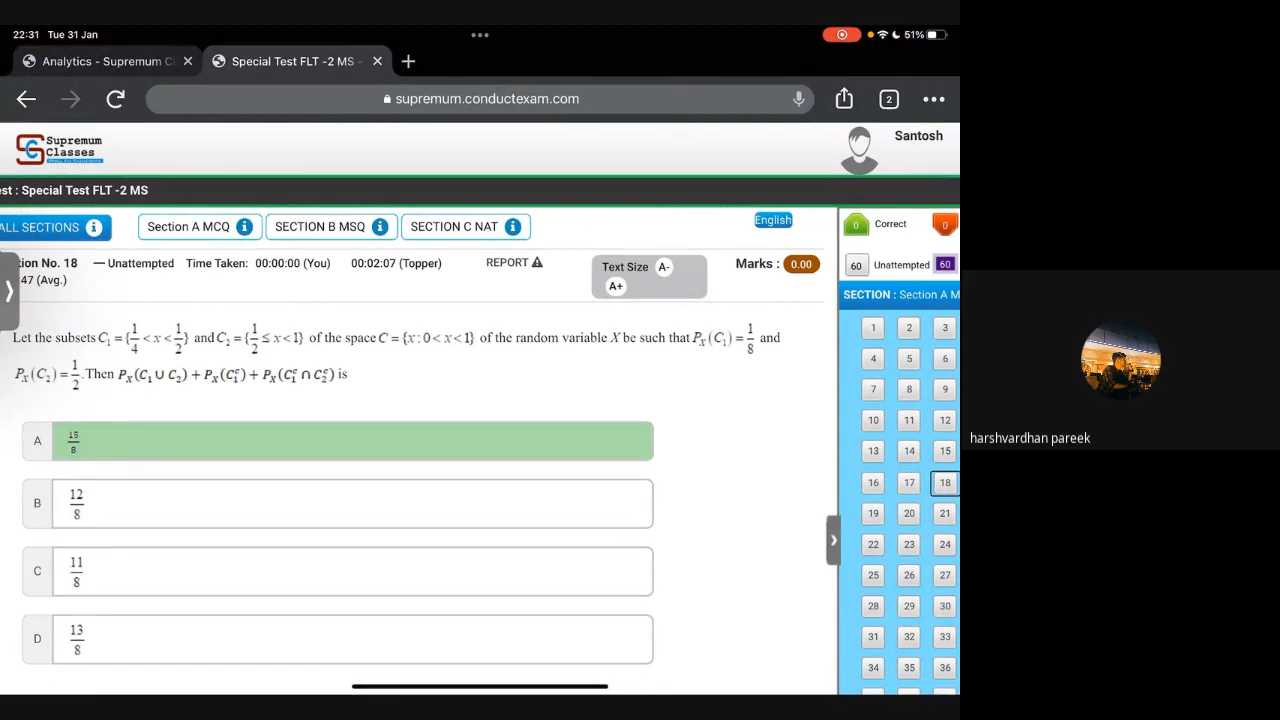 22:31 Tue 31 Jan
51%
Analytics - Supremum Cl
Special Test FLT -2 MS -
supremum.conductexam.com
2
Supremum
Classes
Santosh
est : Special Test FLT -2 MS
ALL SECTIONS
Section A MCQ
SECTION B MSQ
SECTION C NAT
English
0 Correct 0
ion No. 18 — Unattempted Time Taken: 00:00:00 (You) 00:02:07 (Topper) REPORT
47 (Avg.)
Text Size A-
A+
Marks : 0.00
60 Unattempted 60
SECTION : Section A M
Let the subsets C₁ = {1/4 < x < 1/2} and C₂ = {1/2 ≤ x < 1} of the space C = {x : 0 < x < 1} of the random variable X be such that P_X(C₁) = 1/8 and
P_X(C₂) = 1/2. Then P_X(C₁ ∪ C₂) + P_X(C₁ᶜ) + P_X(C₁ᶜ ∩ C₂ᶜ) is
A 15/8
B 12/8
C 11/8
D 13/8
1 2 3
4 5 6
7 8 9
10 11 12
13 14 15
16 17 18
19 20 21
22 23 24
25 26 27
28 29 30
31 32 33
34 35 36
harshvardhan pareek